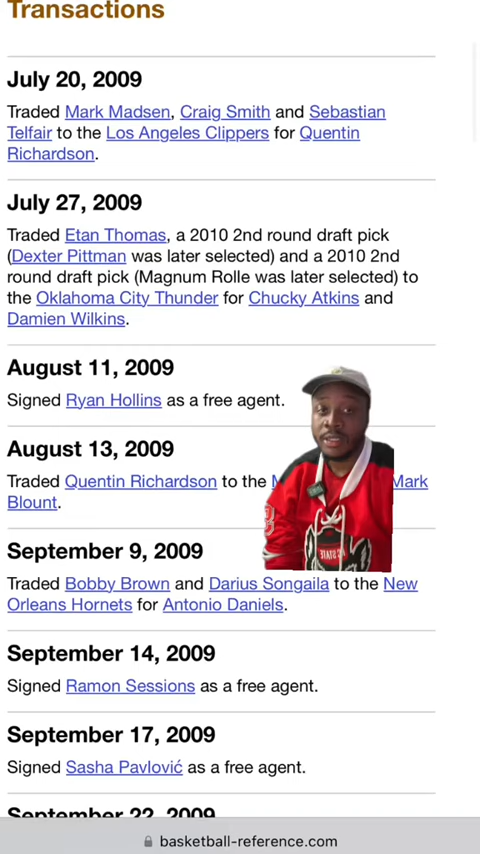 Transactions
July 20, 2009
Traded Mark Madsen, Craig Smith and Sebastian
Telfair to the Los Angeles Clippers for Quentin
Richardson.
July 27, 2009
Traded Etan Thomas, a 2010 2nd round draft pick
(Dexter Pittman was later selected) and a 2010 2nd
round draft pick (Magnum Rolle was later selected) to
the Oklahoma City Thunder for Chucky Atkins and
Damien Wilkins.
August 11, 2009
Signed Ryan Hollins as a free agent.
August 13, 2009
Traded Quentin Richardson to the Mark
Blount.
September 9, 2009
Traded Bobby Brown and Darius Songaila to the New
Orleans Hornets for Antonio Daniels.
September 14, 2009
Signed Ramon Sessions as a free agent.
September 17, 2009
Signed Sasha Pavlović as a free agent.
September 22, 2009
basketball-reference.com